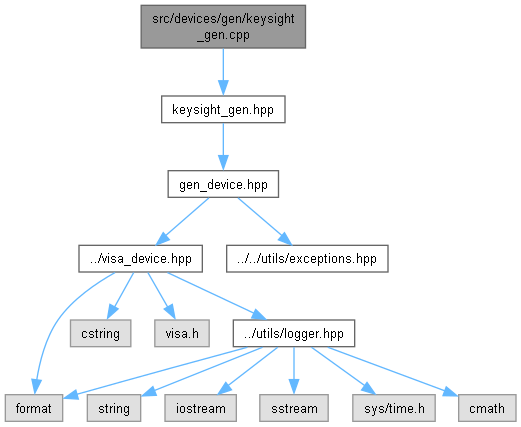 src/devices/gen/keysight
_gen.cpp
keysight_gen.hpp
gen_device.hpp
../visa_device.hpp
../../utils/exceptions.hpp
cstring
visa.h
../utils/logger.hpp
format
string
iostream
sstream
sys/time.h
cmath